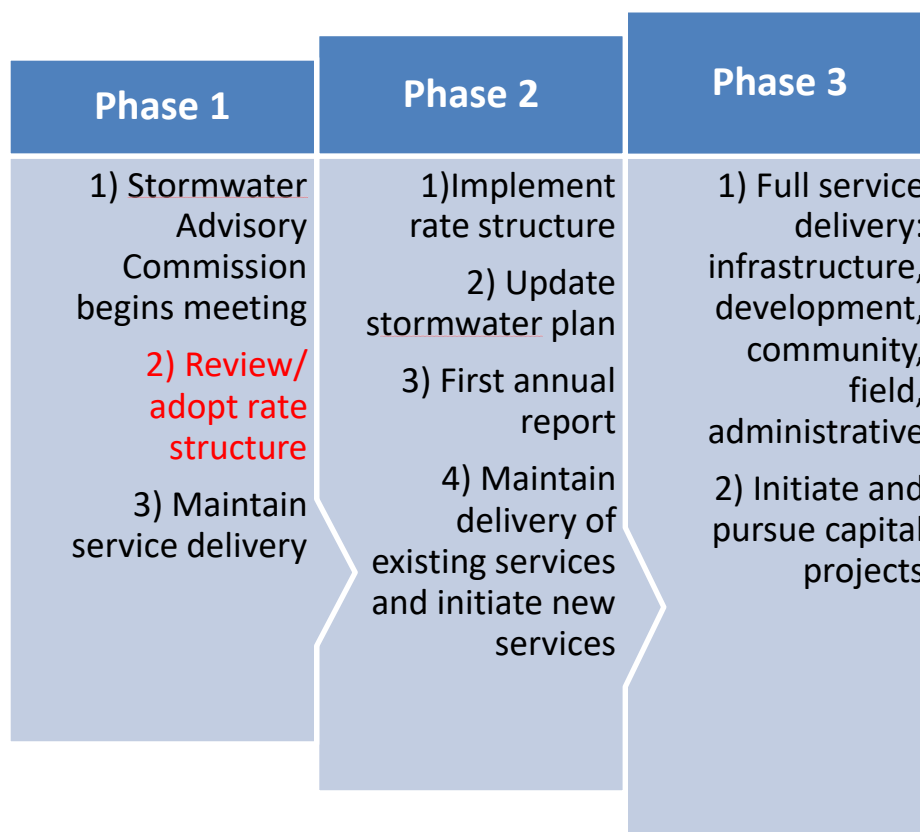 Phase 1
1) Stormwater
Advisory
Commission
begins meeting
2) Review/
adopt rate
structure
3) Maintain
service delivery
Phase 2
1)Implement
rate structure
2) Update
stormwater plan
3) First annual
report
4) Maintain
delivery of
existing services
and initiate new
services
Phase 3
1) Full service
delivery:
infrastructure,
development,
community,
field,
administrative
2) Initiate and
pursue capital
projects